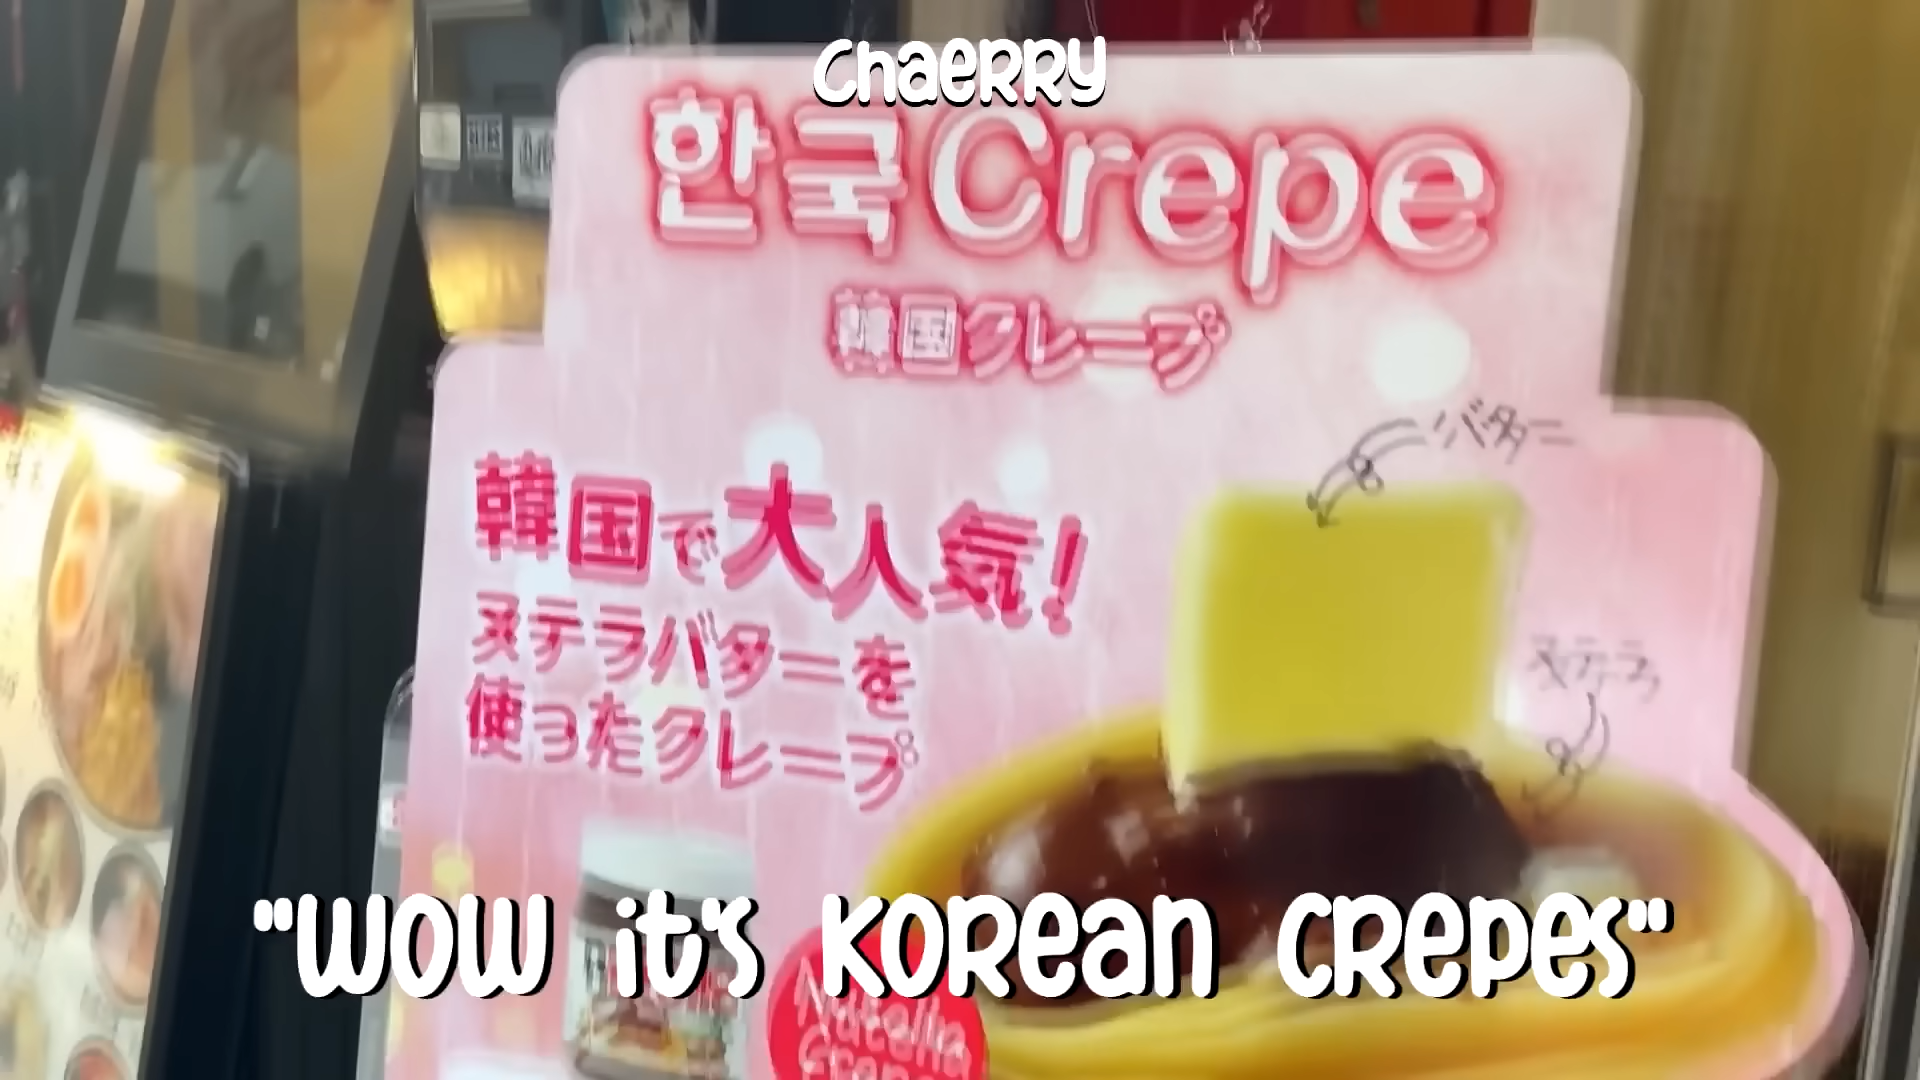 Chaerry
한국Crepe
韓国クレープ
バター
韓国で大人気!
ヌテラバターを
ヌテラ
使ったクレープ
"Wow it's Korean crepes"
Nutella